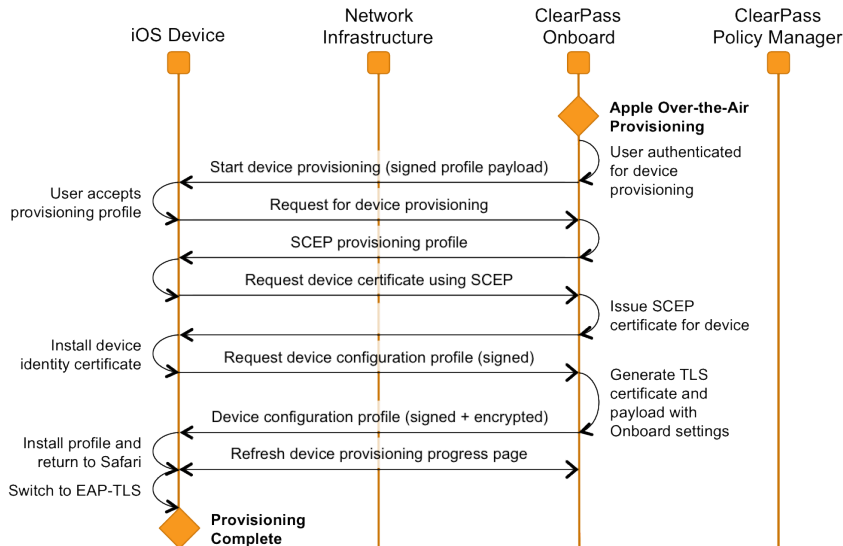 iOS Device
Network
Infrastructure
ClearPass
Onboard
ClearPass
Policy Manager
Apple Over-the-Air
Provisioning
User authenticated
for device
provisioning
Start device provisioning (signed profile payload)
User accepts
provisioning profile
Request for device provisioning
SCEP provisioning profile
Request device certificate using SCEP
Issue SCEP
certificate for device
Install device
identity certificate
Request device configuration profile (signed)
Generate TLS
certificate and
payload with
Onboard settings
Device configuration profile (signed + encrypted)
Install profile and
return to Safari
Refresh device provisioning progress page
Switch to EAP-TLS
Provisioning
Complete